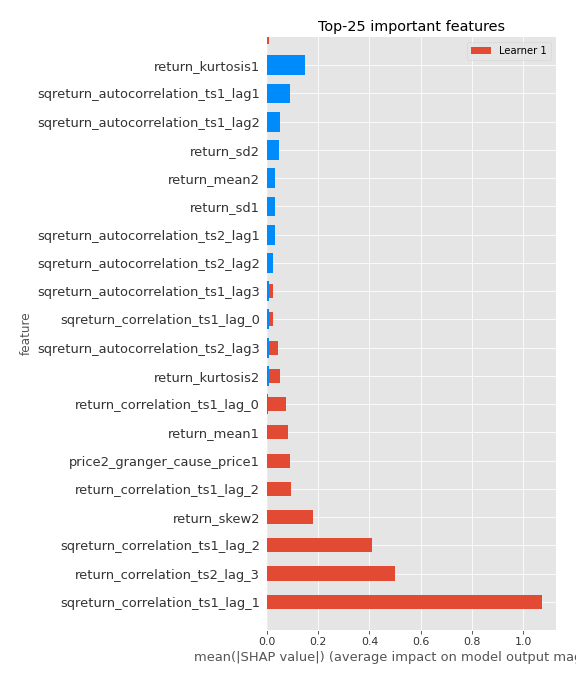 Top-25 important features
Learner 1
return_kurtosis1
sqreturn_autocorrelation_ts1_lag1
sqreturn_autocorrelation_ts1_lag2
return_sd2
return_mean2
return_sd1
sqreturn_autocorrelation_ts2_lag1
sqreturn_autocorrelation_ts2_lag2
sqreturn_autocorrelation_ts1_lag3
sqreturn_correlation_ts1_lag_0
sqreturn_autocorrelation_ts2_lag3
return_kurtosis2
return_correlation_ts1_lag_0
return_mean1
price2_granger_cause_price1
return_correlation_ts1_lag_2
return_skew2
sqreturn_correlation_ts1_lag_2
return_correlation_ts2_lag_3
sqreturn_correlation_ts1_lag_1
feature
0.0 0.2 0.4 0.6 0.8 1.0
mean(|SHAP value|) (average impact on model output mag